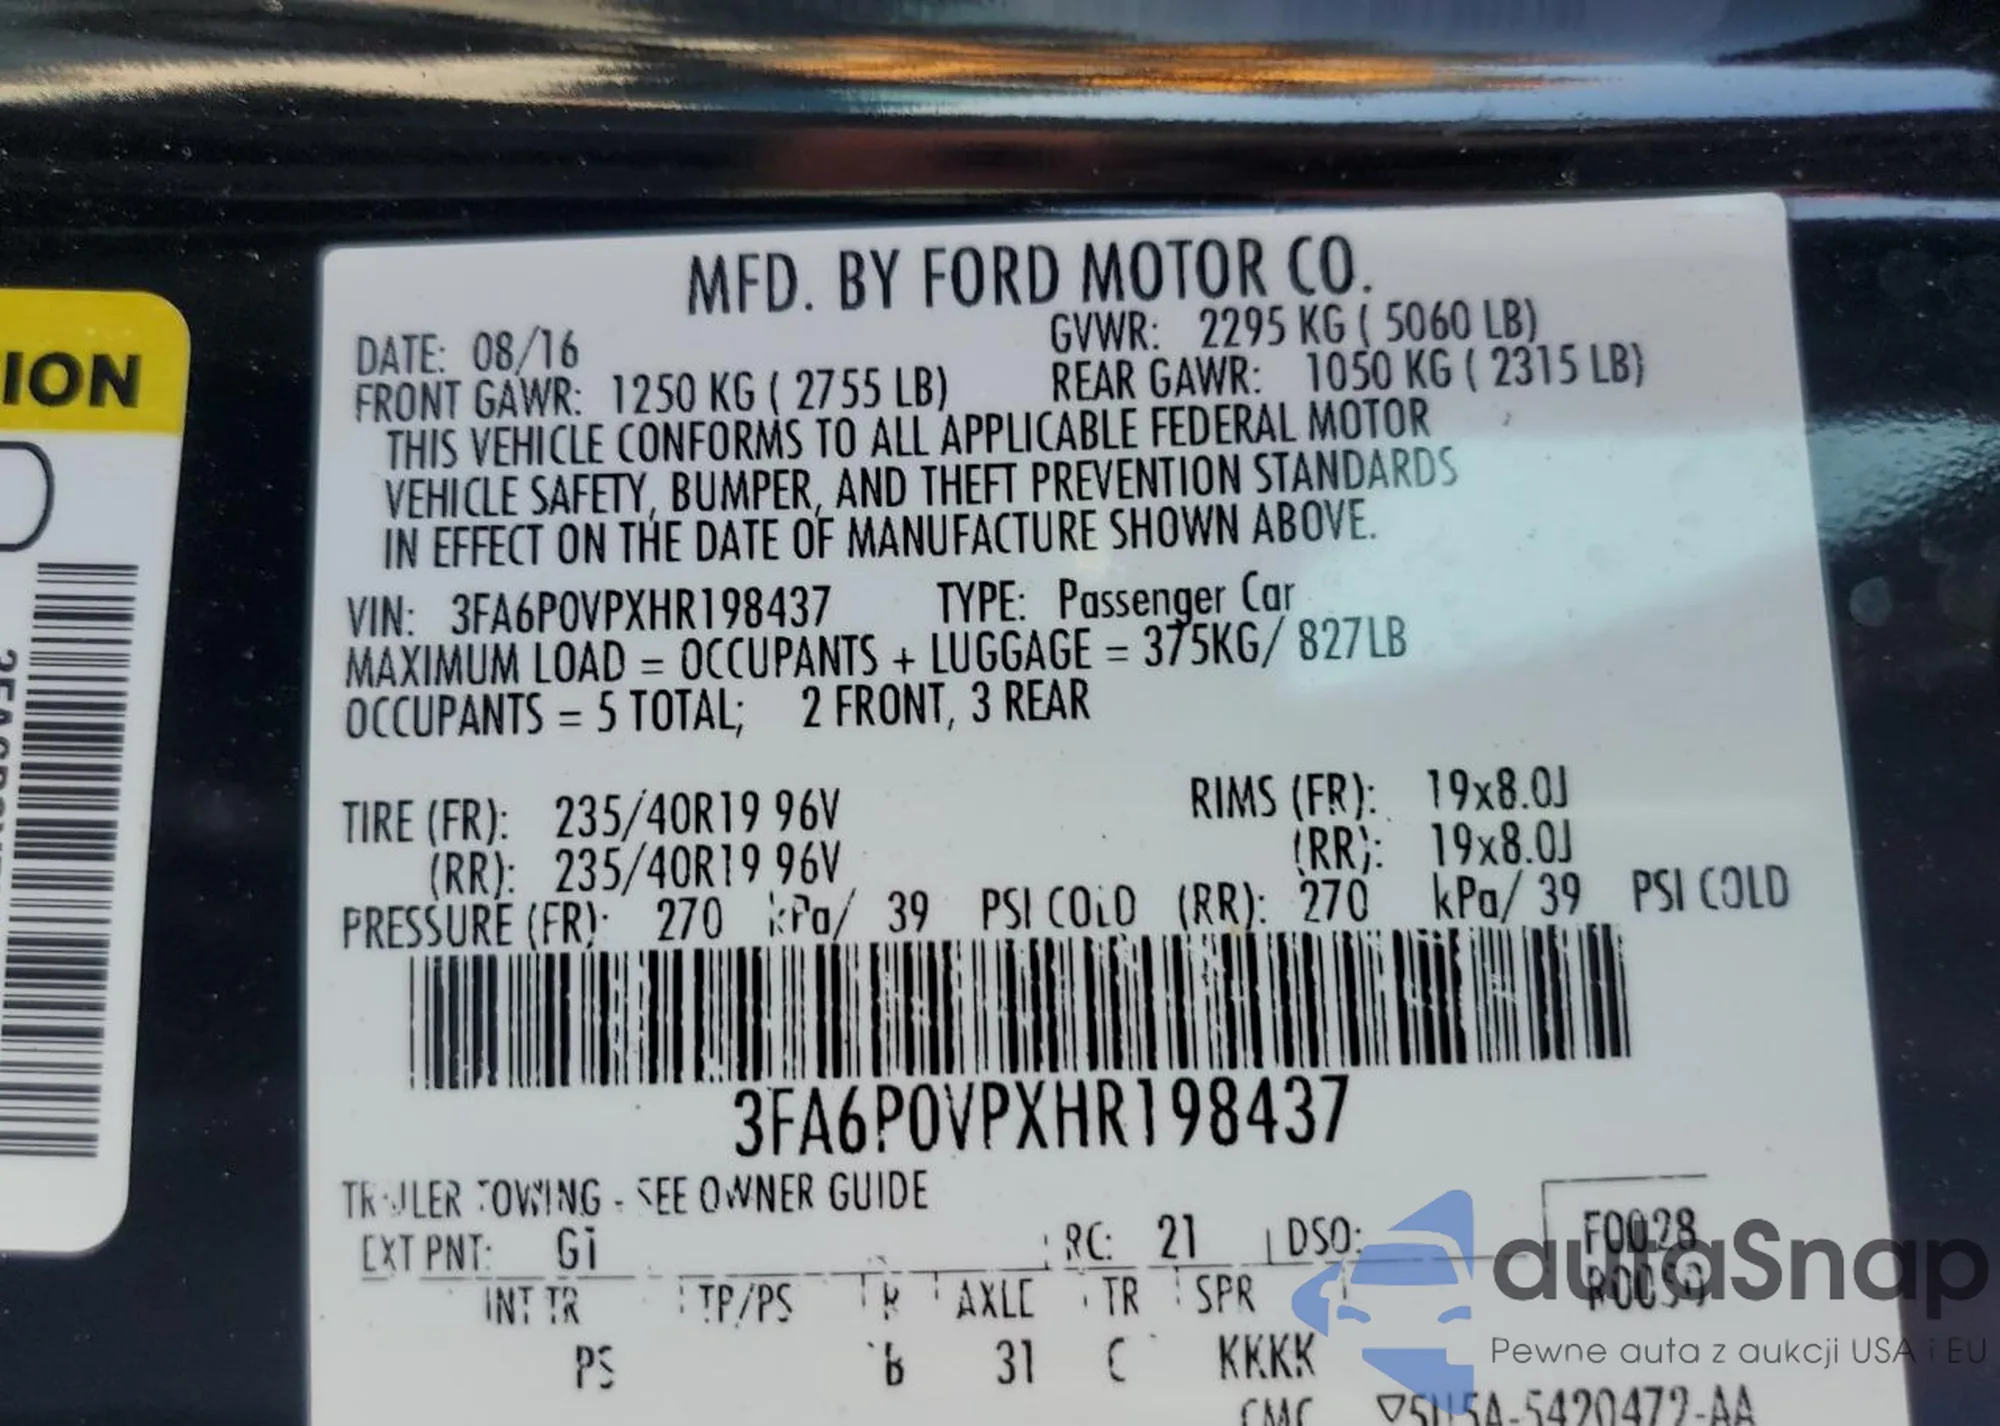 MFD. BY FORD MOTOR CO.
DATE: 08/16 GVWR: 2295 KG ( 5060 LB)
FRONT GAWR: 1250 KG ( 2755 LB) REAR GAWR: 1050 KG ( 2315 LB)
THIS VEHICLE CONFORMS TO ALL APPLICABLE FEDERAL MOTOR
VEHICLE SAFETY, BUMPER, AND THEFT PREVENTION STANDARDS
IN EFFECT ON THE DATE OF MANUFACTURE SHOWN ABOVE.
VIN: 3FA6P0VPXHR198437 TYPE: Passenger Car
MAXIMUM LOAD = OCCUPANTS + LUGGAGE = 375KG/ 827LB
OCCUPANTS = 5 TOTAL; 2 FRONT, 3 REAR
TIRE (FR): 235/40R19 96V RIMS (FR): 19x8.0J
(RR): 235/40R19 96V (RR): 19x8.0J
PRESSURE (FR): 270 kPa/ 39 PSI COLD (RR): 270 kPa/ 39 PSI COLD
3FA6P0VPXHR198437
TRAILER TOWING - SEE OWNER GUIDE
EXT PNT: G1 RC: 21 DSO: F0028
R0050
INT TR TP/PS R AXLE TR SPR
PS 31 C KKKK
CMC
ION
autaSnap
Pewne auta z aukcji USA i EU